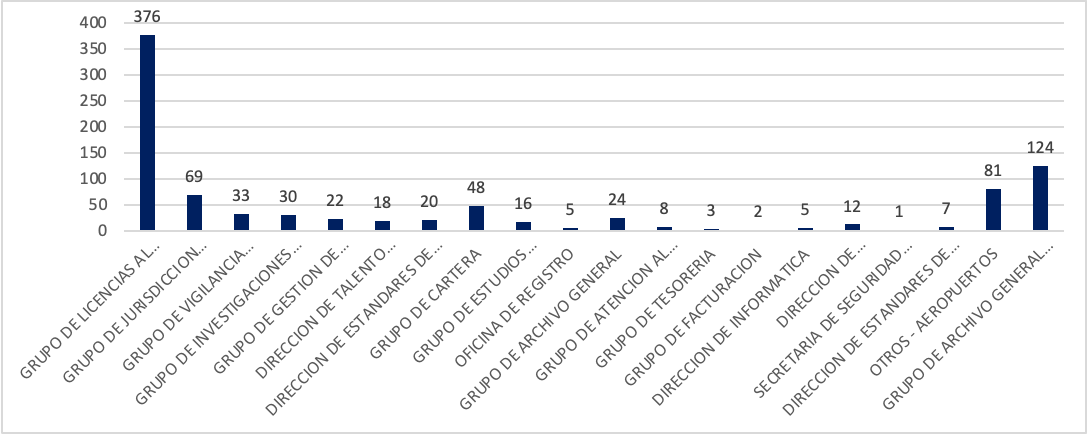 376
400
350
300
250
200
150
100
50
0
69
33
30
22
18
20
48
16
5
24
8
3
2
5
12
1
7
81
124
GRUPO DE LICENCIAS AL...
GRUPO DE JURISDICCION...
GRUPO DE VIGILANCIA...
GRUPO DE INVESTIGACIONES...
GRUPO DE GESTION DE...
DIRECCION DE TALENTO...
DIRECCION DE ESTANDARES DE...
GRUPO DE CARTERA
GRUPO DE ESTUDIOS...
OFICINA DE REGISTRO
GRUPO DE ARCHIVO GENERAL
GRUPO DE ATENCION AL...
GRUPO DE TESORERIA
GRUPO DE FACTURACION
DIRECCION DE INFORMATICA
DIRECCION DE...
SECRETARIA DE SEGURIDAD...
DIRECCION DE ESTANDARES DE...
OTROS - AEROPUERTOS
GRUPO DE ARCHIVO GENERAL...